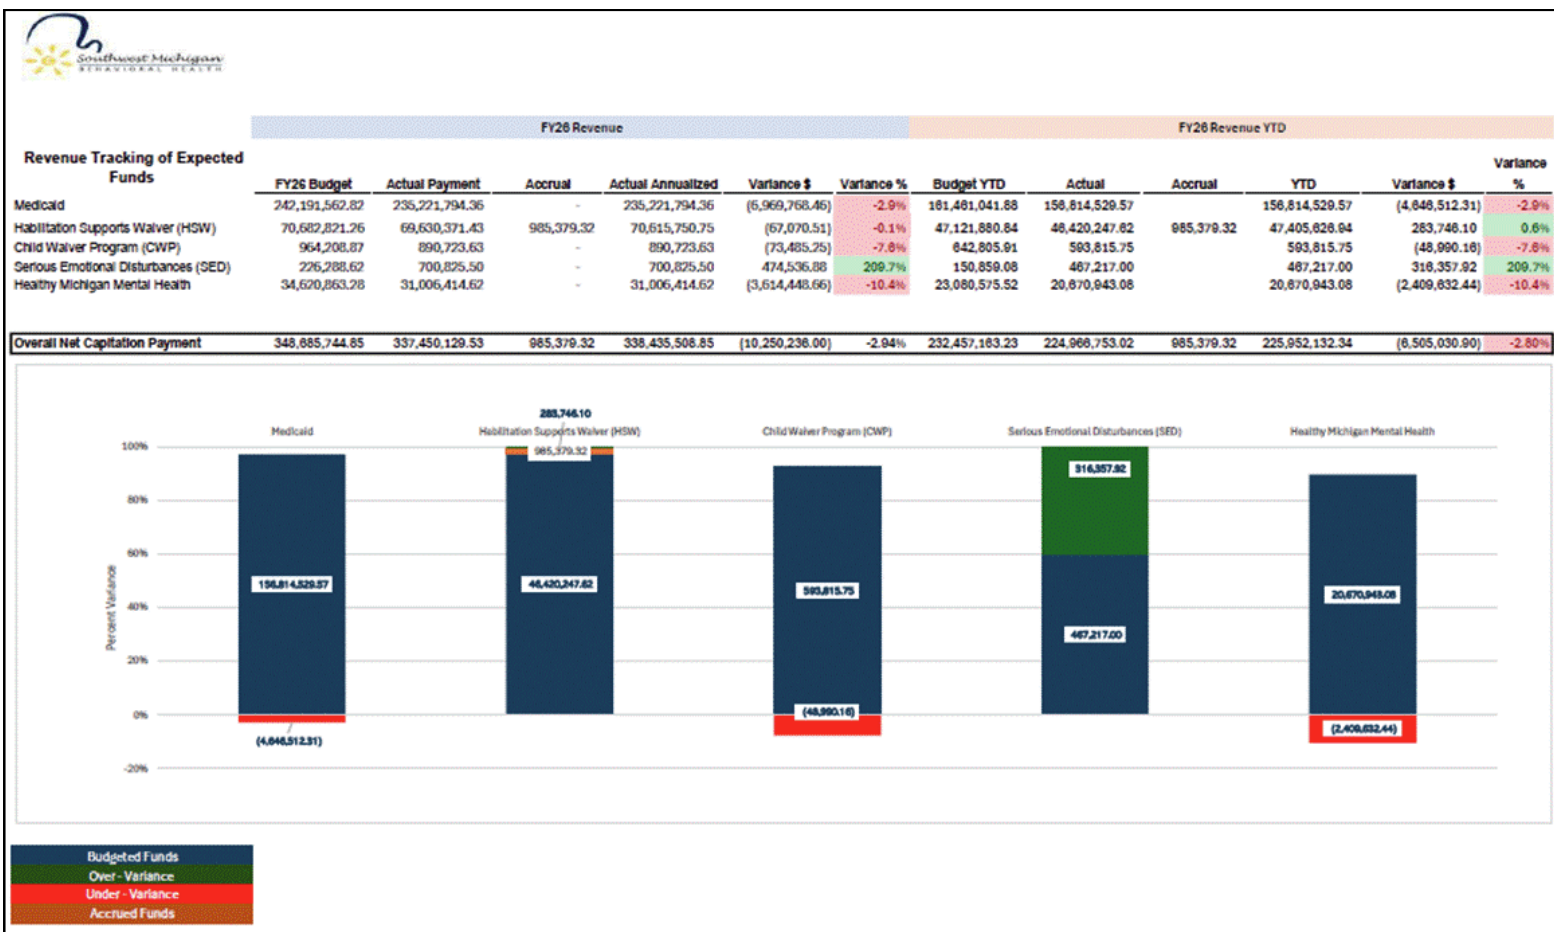 Southwest Michigan
BEHAVIORAL HEALTH
FY26 Revenue FY26 Revenue YTD
Revenue Tracking of Expected Funds FY26 Budget Actual Payment Accrual Actual Annualized Variance $ Variance % Budget YTD Actual Accrual YTD Variance $ Variance %
Medicaid 242,191,562.82 235,221,794.36 - 235,221,794.36 (6,969,768.46) -2.9% 161,461,041.88 156,814,529.57 156,814,529.57 (4,646,512.31) -2.9%
Habilitation Supports Waiver (HSW) 70,682,821.26 69,630,371.43 985,379.32 70,615,750.75 (67,070.51) -0.1% 47,121,880.84 46,420,247.62 985,379.32 47,405,626.94 283,746.10 0.6%
Child Waiver Program (CWP) 964,208.87 890,723.63 - 890,723.63 (73,485.25) -7.6% 642,805.91 593,815.75 593,815.75 (48,990.16) -7.6%
Serious Emotional Disturbances (SED) 226,288.62 700,825.50 - 700,825.50 474,536.88 209.7% 150,859.08 467,217.00 467,217.00 316,357.92 209.7%
Healthy Michigan Mental Health 34,620,863.28 31,006,414.62 - 31,006,414.62 (3,614,448.66) -10.4% 23,080,575.52 20,670,943.08 20,670,943.08 (2,409,632.44) -10.4%
Overall Net Capitation Payment 348,685,744.85 337,450,129.53 985,379.32 338,435,508.85 (10,250,236.00) -2.94% 232,457,163.23 224,966,753.02 985,379.32 225,952,132.34 (6,505,030.90) -2.80%
283,746.10
Medicaid Habilitation Supports Waiver (HSW) Child Waiver Program (CWP) Serious Emotional Disturbances (SED) Healthy Michigan Mental Health
100%
985,379.32
316,357.92
80%
60%
156,814,529.57 46,420,247.62 593,815.75 20,670,943.08
40%
467,217.00
20%
0%
(48,990.16)
(2,409,632.44)
(4,646,512.31)
-20%
Percent Variance
Budgeted Funds
Over - Variance
Under - Variance
Accrued Funds